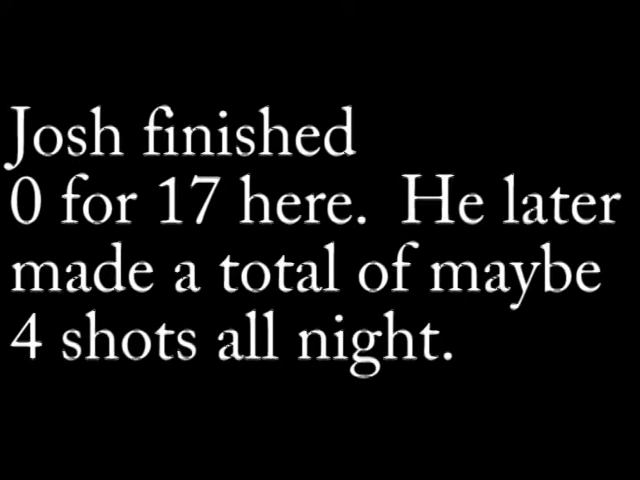 Josh finished
0 for 17 here.  He later
made a total of maybe
4 shots all night.